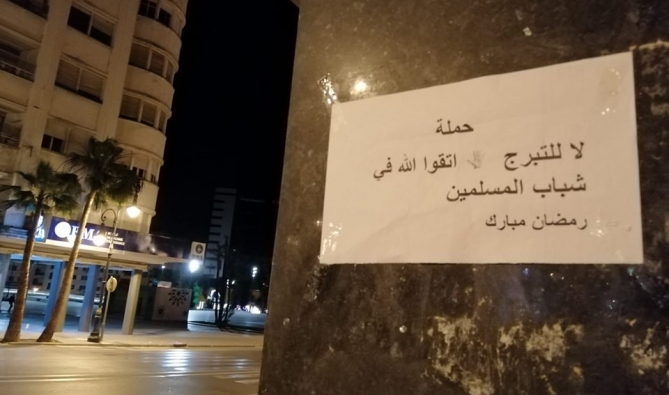 حملة
لا للتبرج ✋ اتقوا الله في
شباب المسلمين
رمضان مبارك